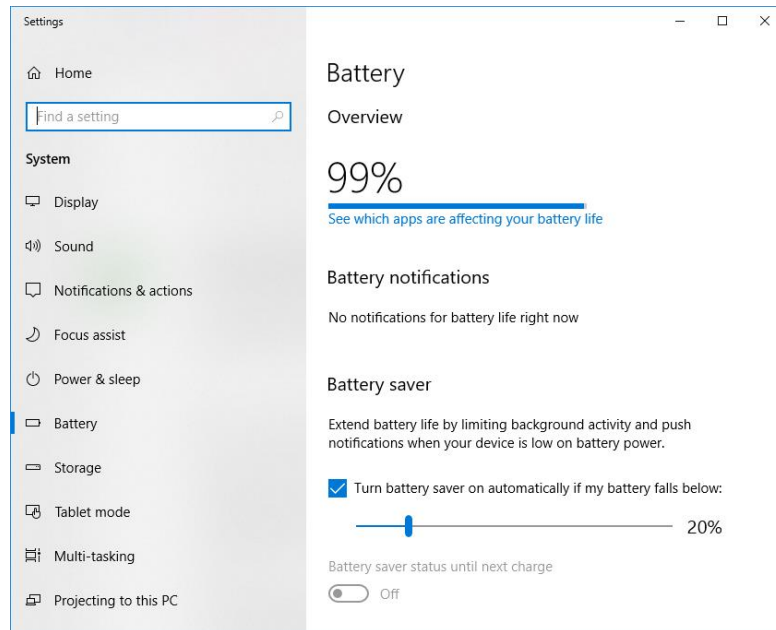 Settings
Home
Find a setting
System
Display
Sound
Notifications & actions
Focus assist
Power & sleep
Battery
Storage
Tablet mode
Multi-tasking
Projecting to this PC
Battery
Overview
99%
See which apps are affecting your battery life
Battery notifications
No notifications for battery life right now
Battery saver
Extend battery life by limiting background activity and push
notifications when your device is low on battery power.
Turn battery saver on automatically if my battery falls below:
20%
Battery saver status until next charge
Off